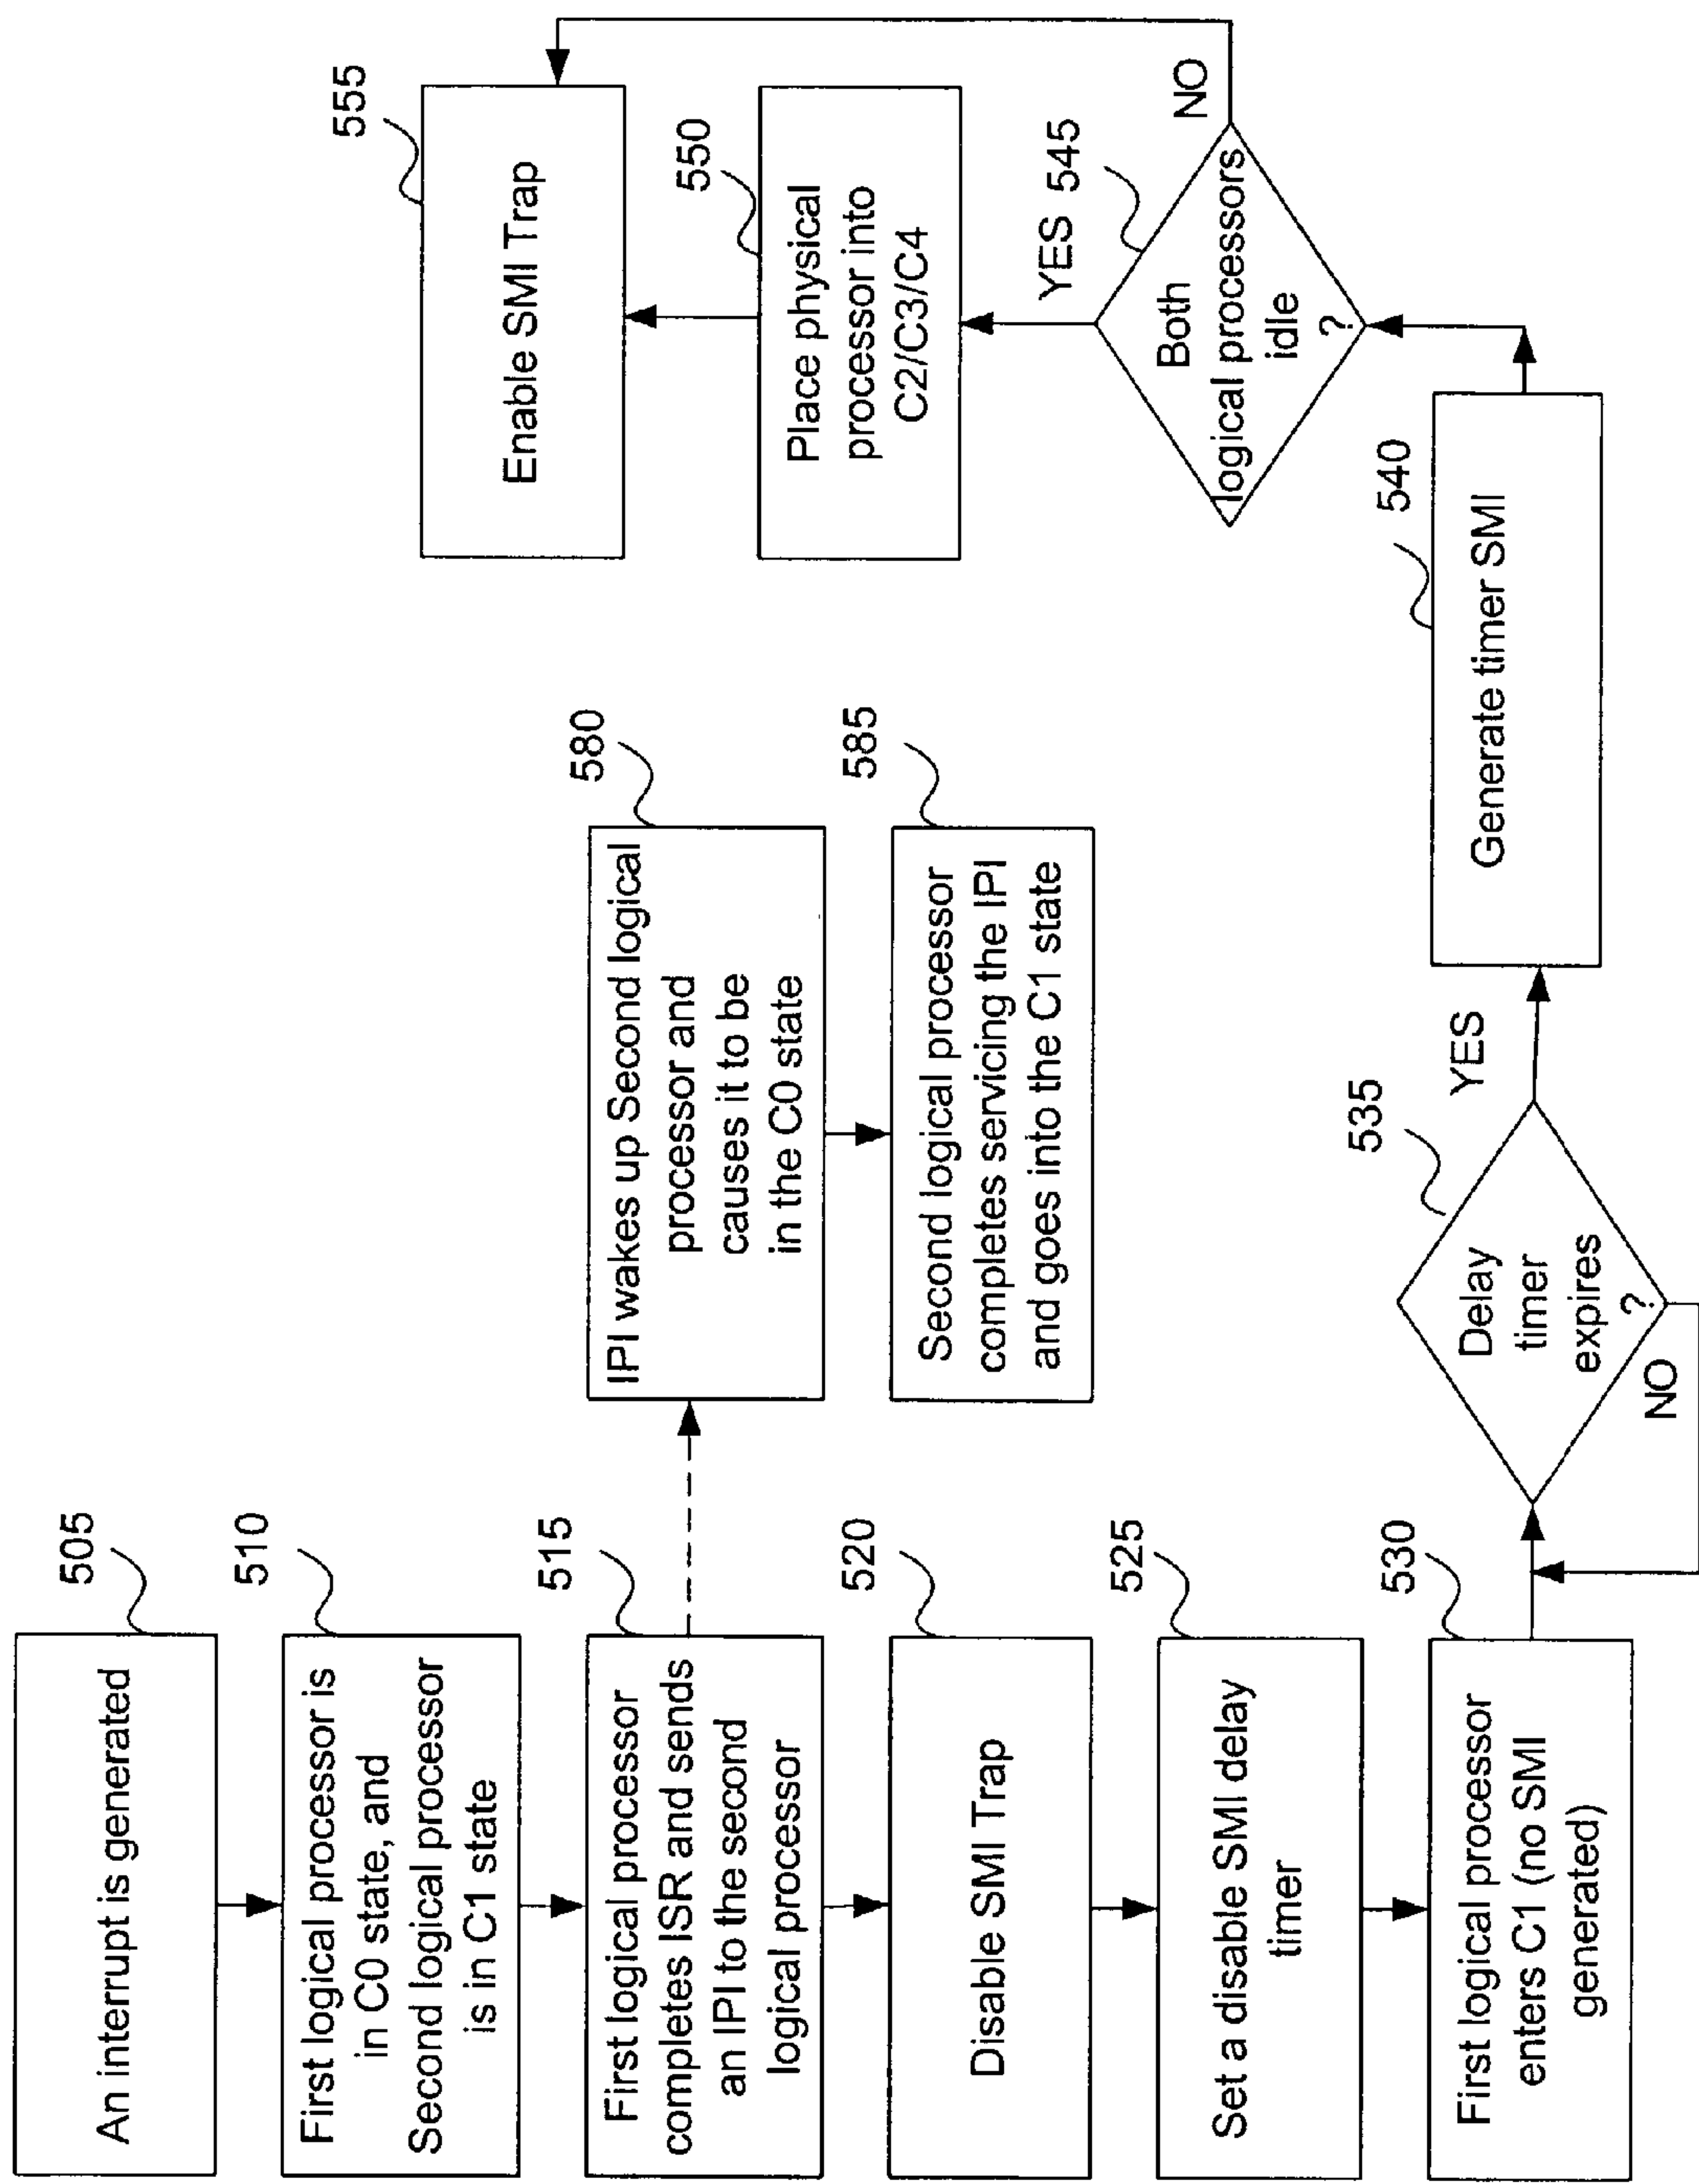 505
An interrupt is generated
510
First logical processor is
in C0 state, and
Second logical processor
is in C1 state
515
First logical processor
completes ISR and sends
an IPI to the second
logical processor
520
Disable SMI Trap
525
Set a disable SMI delay
timer
530
First logical processor
enters C1 (no SMI
generated)
580
IPI wakes up Second logical
processor and
causes it to be
in the C0 state
585
Second logical processor
completes servicing the IPI
and goes into the C1 state
535
Delay
timer
expires
?
NO
YES
540
Generate timer SMI
545
Both
logical processors
idle
?
YES
NO
550
Place physical
processor into
C2/C3/C4
555
Enable SMI Trap